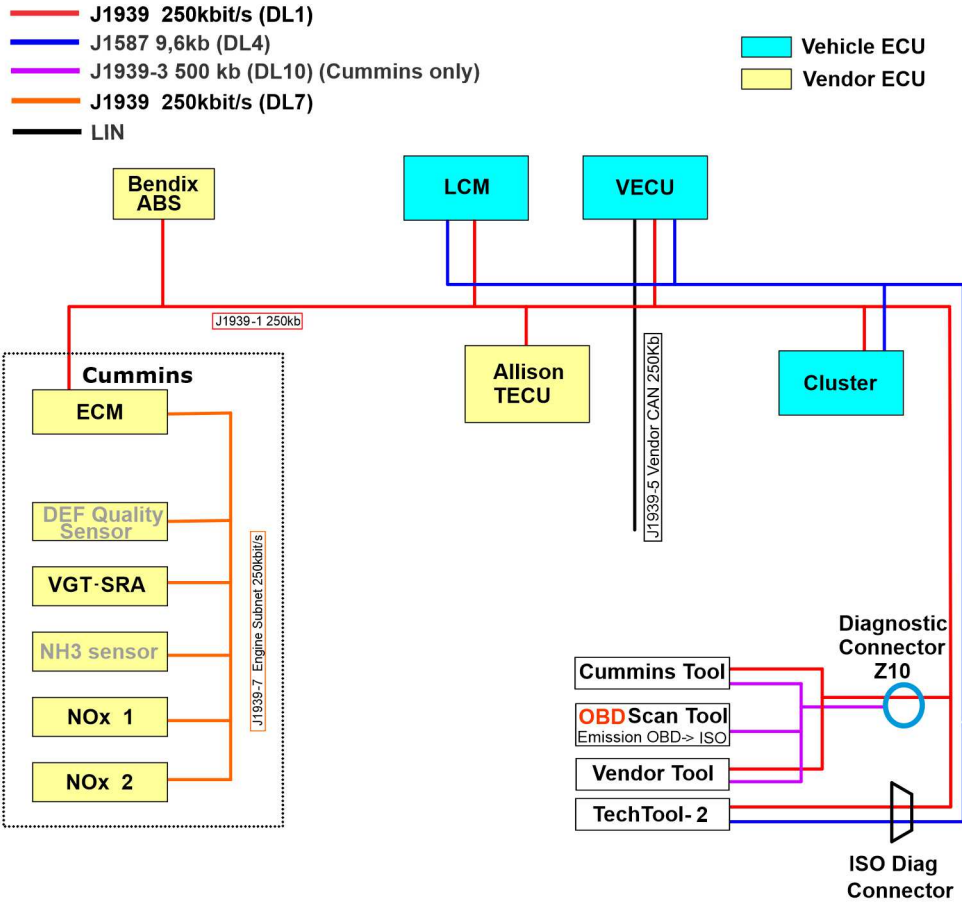 J1939  250kbit/s (DL1)
J1587 9,6kb (DL4)
J1939-3 500 kb (DL10) (Cummins only)
J1939  250kbit/s (DL7)
LIN
Vehicle ECU
Vendor ECU
Bendix
ABS
LCM
VECU
J1939-1 250kb
Cummins
ECM
DEF Quality
Sensor
VGT-SRA
NH3 sensor
NOx 1
NOx 2
J1939-7  Engine Subnet 250kbit/s
Allison
TECU
J1939-5 Vendor CAN 250Kb
Cluster
Diagnostic
Connector
Z10
Cummins Tool
OBD Scan Tool
Emission OBD-> ISO
Vendor Tool
TechTool-2
ISO Diag
Connector